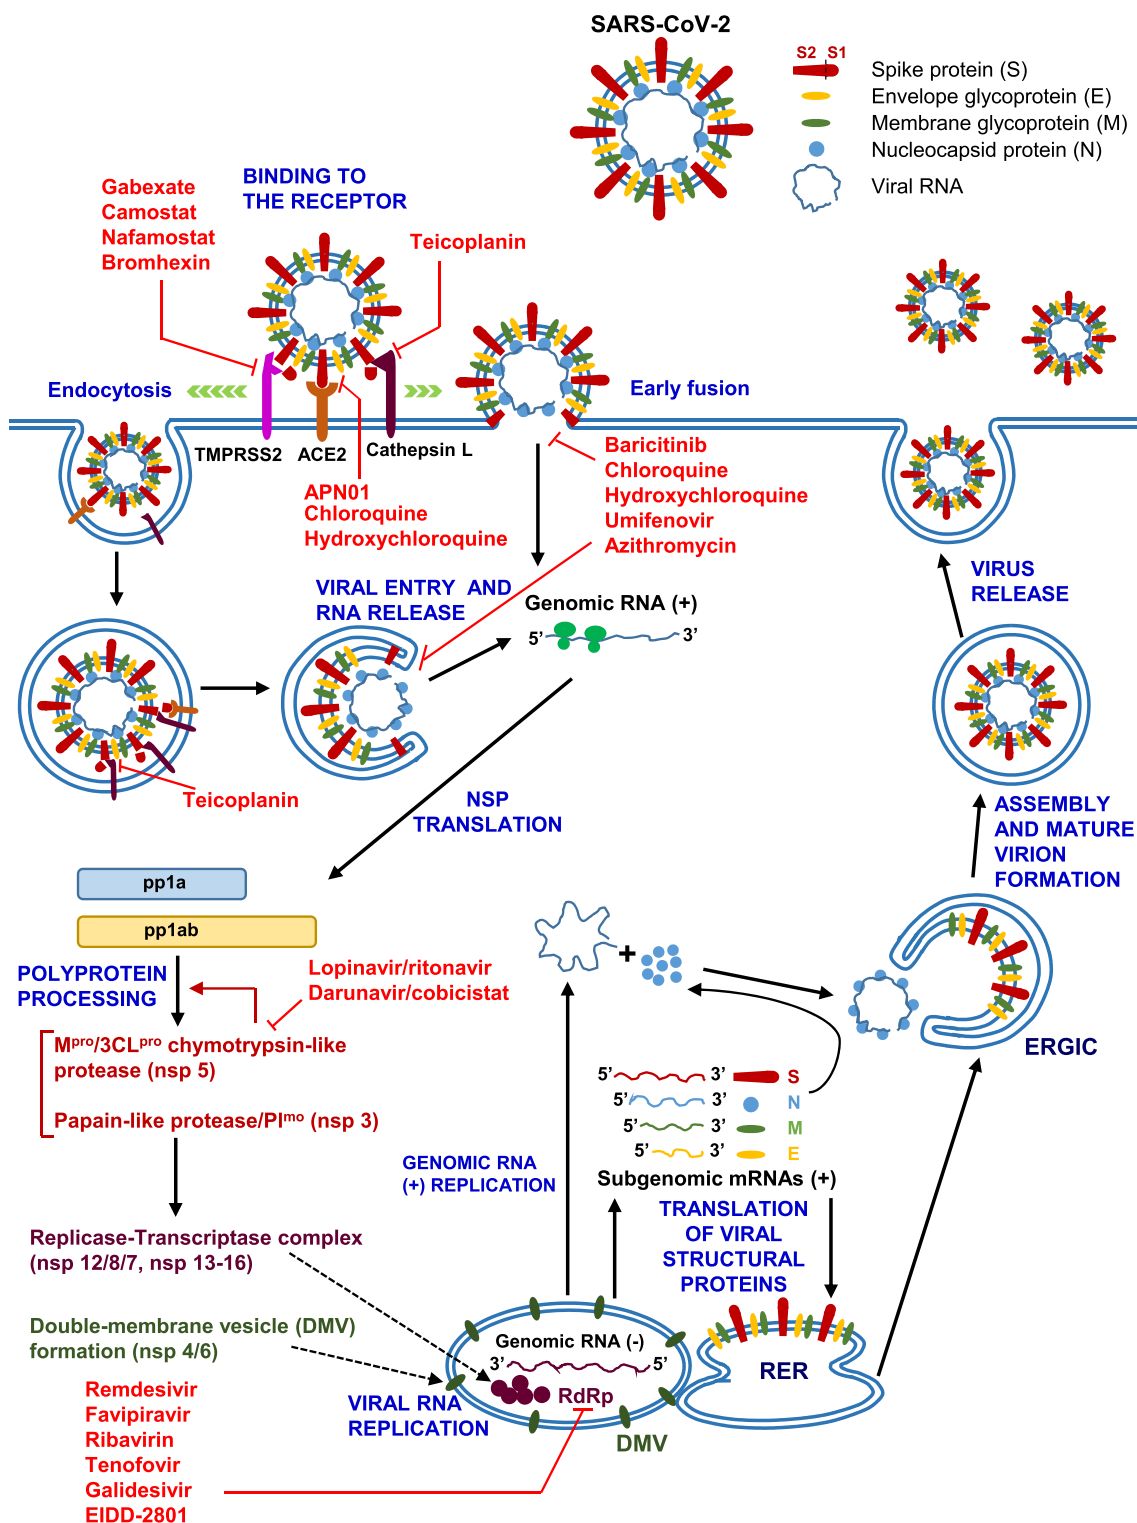 SARS-CoV-2
S2 S1
Spike protein (S)
Envelope glycoprotein (E)
Membrane glycoprotein (M)
Nucleocapsid protein (N)
Viral RNA
BINDING TO
THE RECEPTOR
Gabexate
Camostat
Nafamostat
Bromhexin
Teicoplanin
Endocytosis
Early fusion
TMPRSS2
ACE2
Cathepsin L
APN01
Chloroquine
Hydroxychloroquine
Baricitinib
Chloroquine
Hydroxychloroquine
Umifenovir
Azithromycin
VIRAL ENTRY AND
RNA RELEASE
Genomic RNA (+)
5’ 3’
VIRUS
RELEASE
Teicoplanin
NSP
TRANSLATION
ASSEMBLY
AND MATURE
VIRION
FORMATION
pp1a
pp1ab
POLYPROTEIN
PROCESSING
Lopinavir/ritonavir
Darunavir/cobicistat
+
Mpro/3CLpro chymotrypsin-like
protease (nsp 5)
Papain-like protease/Plmo (nsp 3)
ERGIC
5’ 3’ S
5’ 3’ N
5’ 3’ M
5’ 3’ E
Subgenomic mRNAs (+)
GENOMIC RNA
(+) REPLICATION
TRANSLATION
OF VIRAL
STRUCTURAL
PROTEINS
Replicase-Transcriptase complex
(nsp 12/8/7, nsp 13-16)
Double-membrane vesicle (DMV)
formation (nsp 4/6)
Genomic RNA (-)
3’ 5’
RdRp
RER
VIRAL RNA
REPLICATION
DMV
Remdesivir
Favipiravir
Ribavirin
Tenofovir
Galidesivir
EIDD-2801